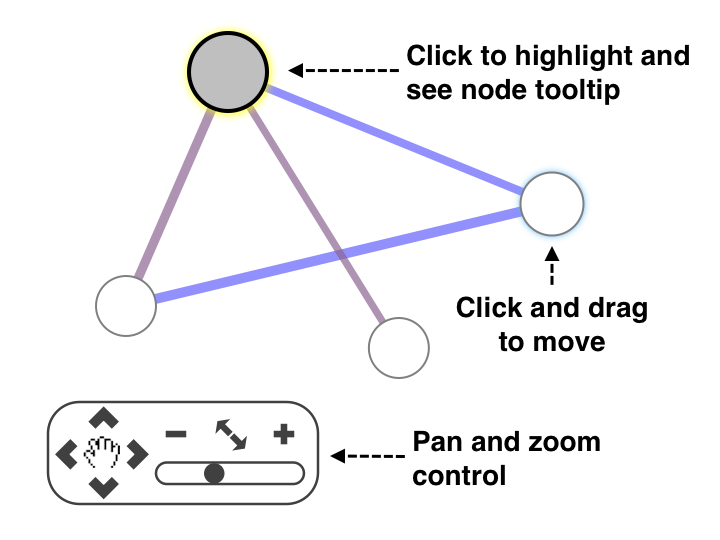 Click to highlight and
see node tooltip
Click and drag
to move
Pan and zoom
control